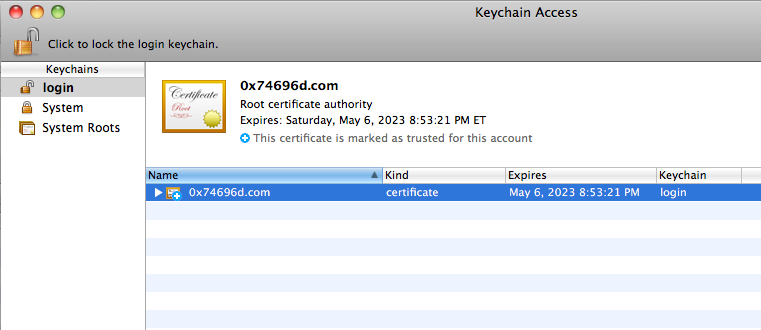 Keychain Access
Click to lock the login keychain.
Keychains
login
System
System Roots
Certificate
Root
0x74696d.com
Root certificate authority
Expires: Saturday, May 6, 2023 8:53:21 PM ET
This certificate is marked as trusted for this account
Name Kind Expires Keychain
0x74696d.com certificate May 6, 2023 8:53:21 PM login